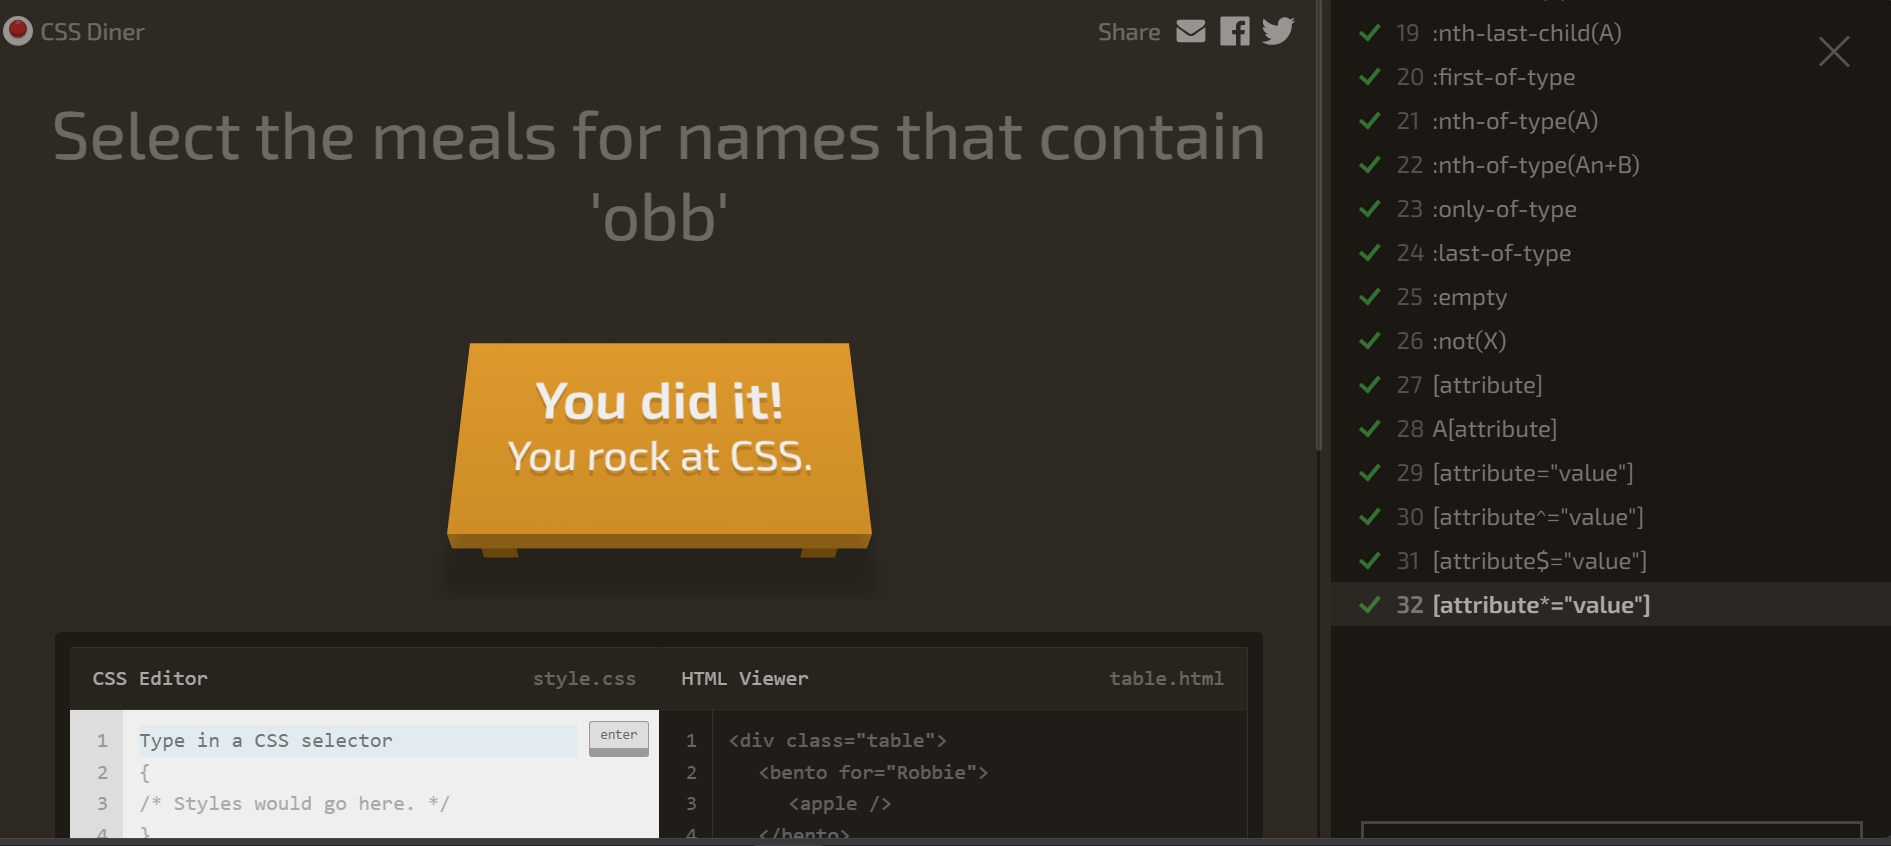 CSS Diner
Share
Select the meals for names that contain
'obb'
You did it!
You rock at CSS.
CSS Editor
style.css
HTML Viewer
table.html
1
Type in a CSS selector
enter
2
{
3
/* Styles would go here. */
4
}
1
<div class="table">
2
<bento for="Robbie">
3
<apple />
4
</bento>
19 :nth-last-child(A)
20 :first-of-type
21 :nth-of-type(A)
22 :nth-of-type(An+B)
23 :only-of-type
24 :last-of-type
25 :empty
26 :not(X)
27 [attribute]
28 A[attribute]
29 [attribute="value"]
30 [attribute^="value"]
31 [attribute$="value"]
32 [attribute*="value"]